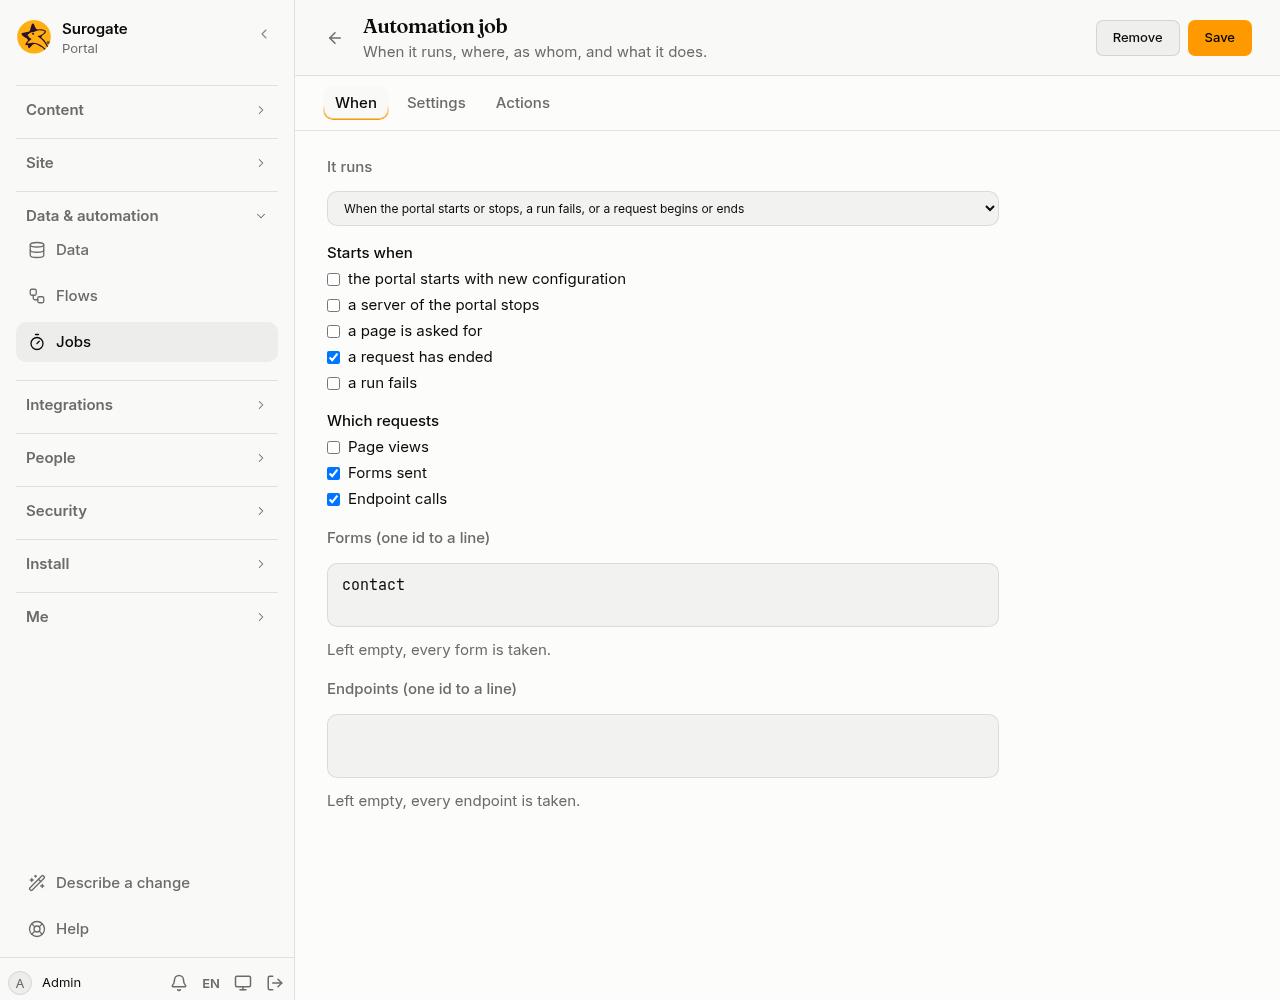 Surogate
Portal
Content
Site
Data & automation
Data
Flows
Jobs
Integrations
People
Security
Install
Me
Describe a change
Help
A
Admin
EN
Automation job
When it runs, where, as whom, and what it does.
Remove
Save
When
Settings
Actions
It runs
When the portal starts or stops, a run fails, or a request begins or ends
Starts when
the portal starts with new configuration
a server of the portal stops
a page is asked for
a request has ended
a run fails
Which requests
Page views
Forms sent
Endpoint calls
Forms (one id to a line)
contact
Left empty, every form is taken.
Endpoints (one id to a line)
Left empty, every endpoint is taken.